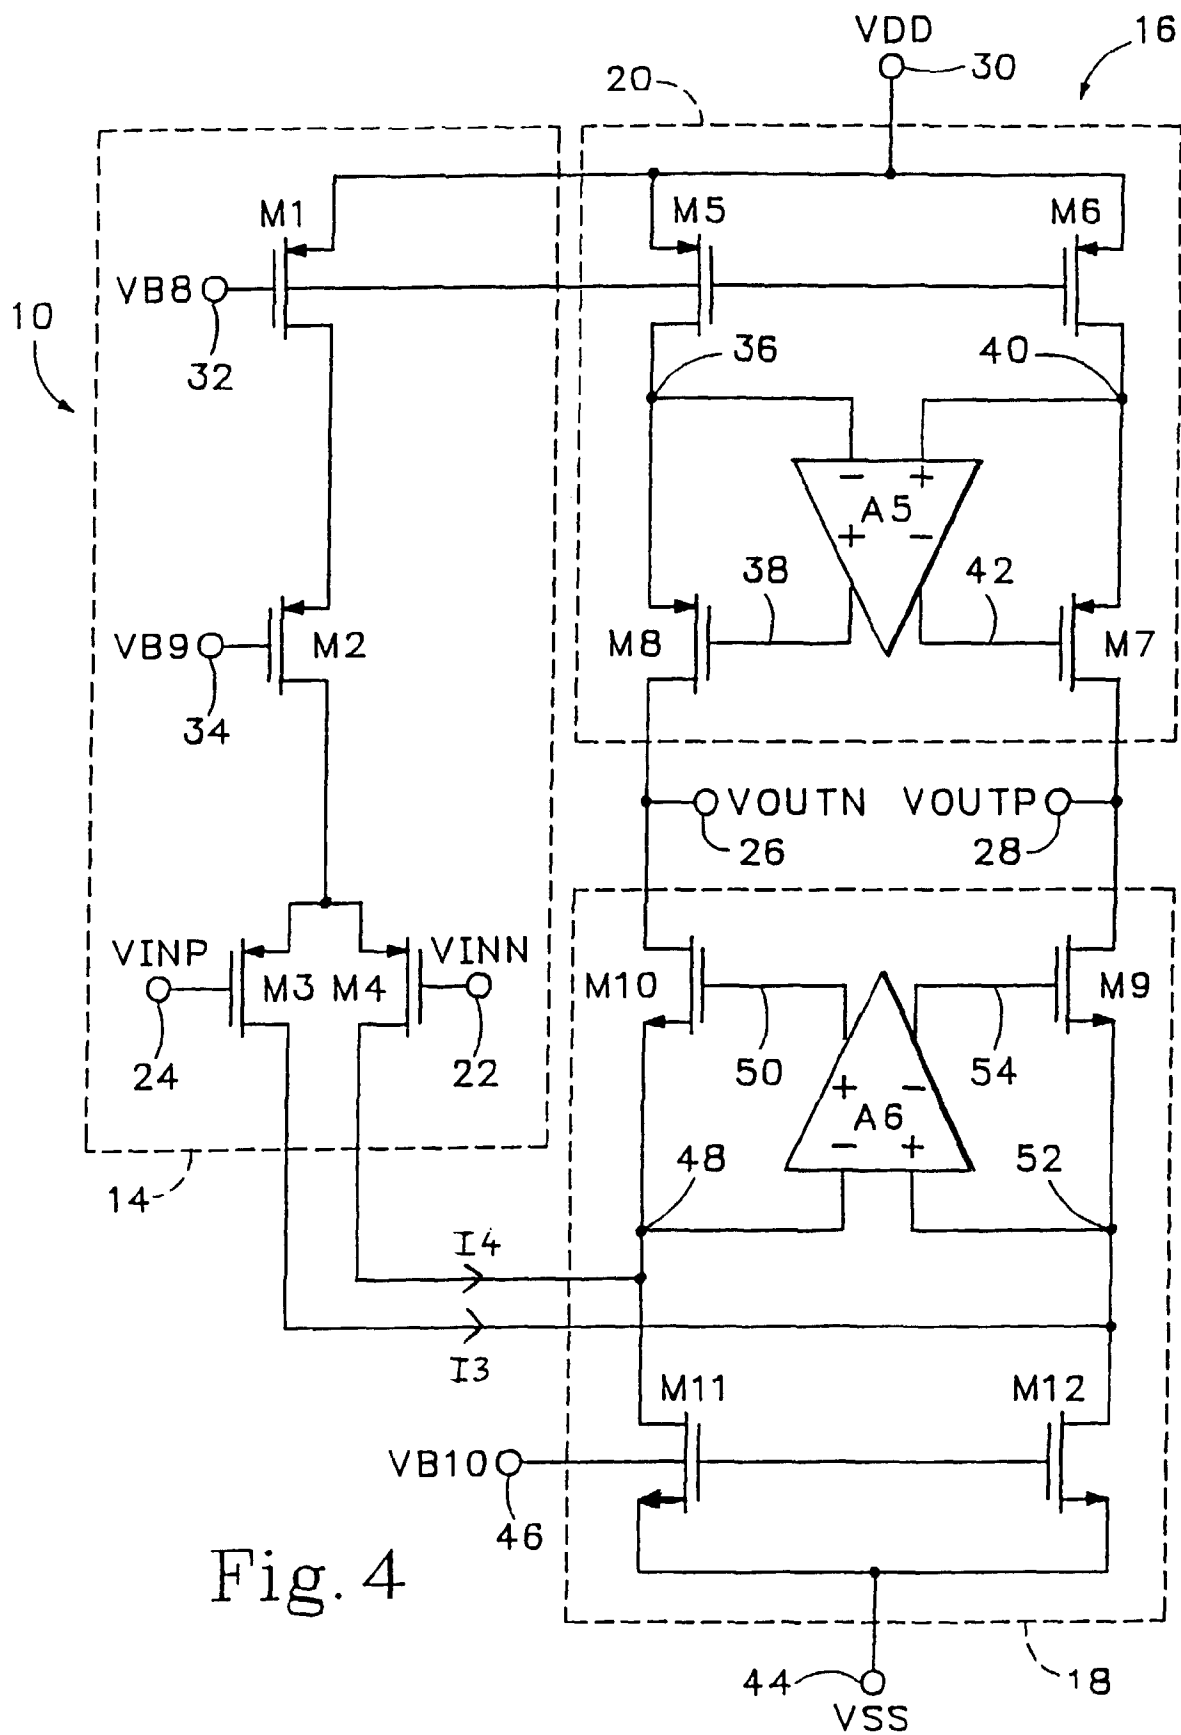 VDD
16
20
30
M1
M5
M6
VB8
10
32
36
40
- +
A5
+ -
38
42
VB9
M2
M8
M7
34
VOUTN
VOUTP
26
28
VINP
VINN
M3
M4
M10
M9
24
22
50
54
+ -
A6
- +
48
52
14
I4
I3
M11
M12
VB10
46
Fig. 4
44
18
VSS